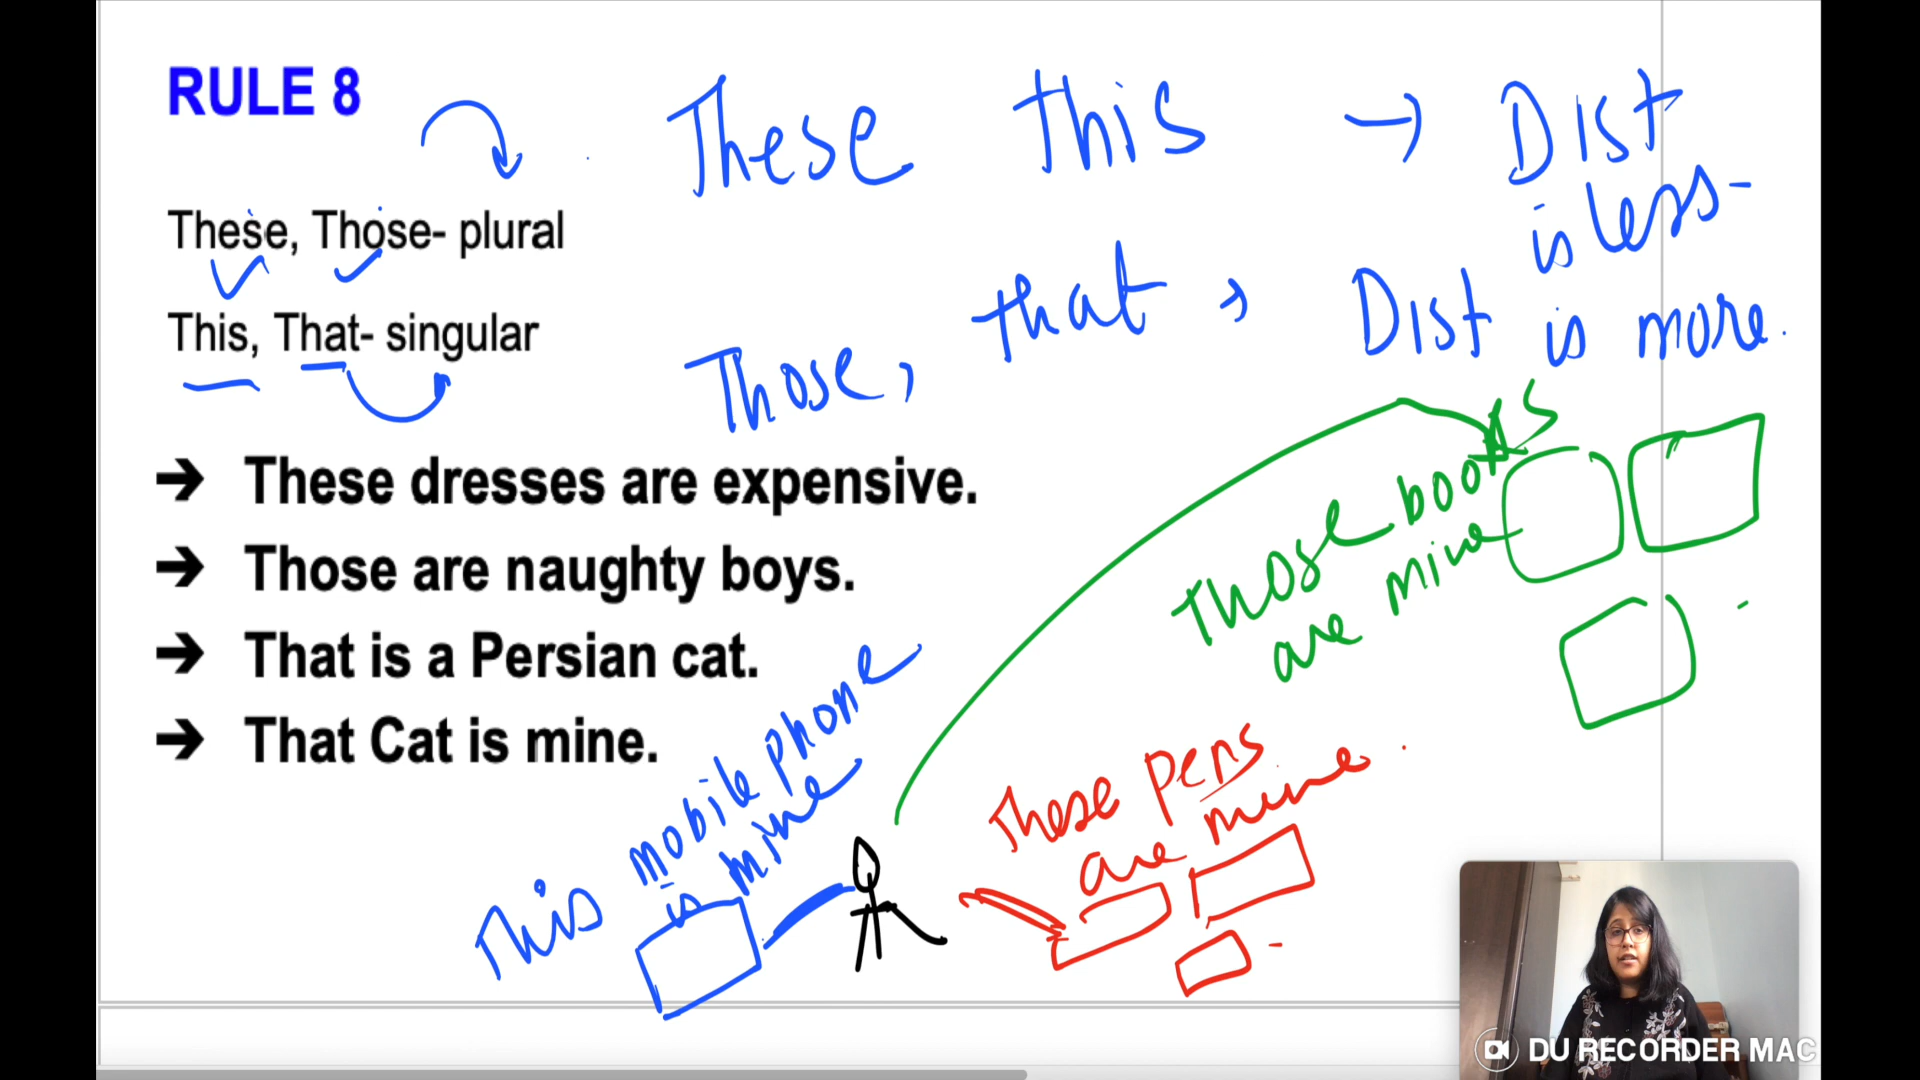 RULE 8
These this → Dist
is less-
These, Those- plural
This, That- singular
Those, that → Dist is more.
➔ These dresses are expensive.
➔ Those are naughty boys.
➔ That is a Persian cat.
➔ That Cat is mine.
Those books
are mine
This mobile phone
is mine
These pens
are mine.
DU RECORDER MAC